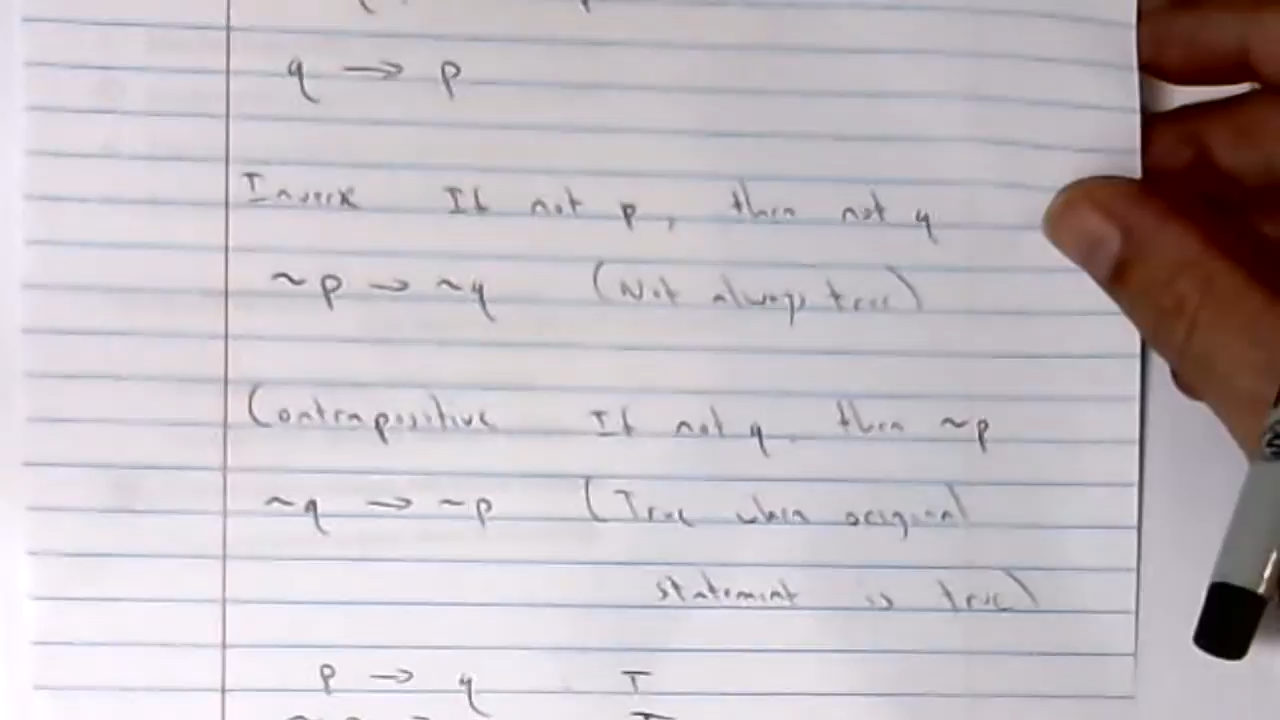 q → p
Inverse If not p, then not q
~p → ~q (Not always true)
Contrapositive If not q then ~p
~q → ~p (True when original
statement is true)
p → q T